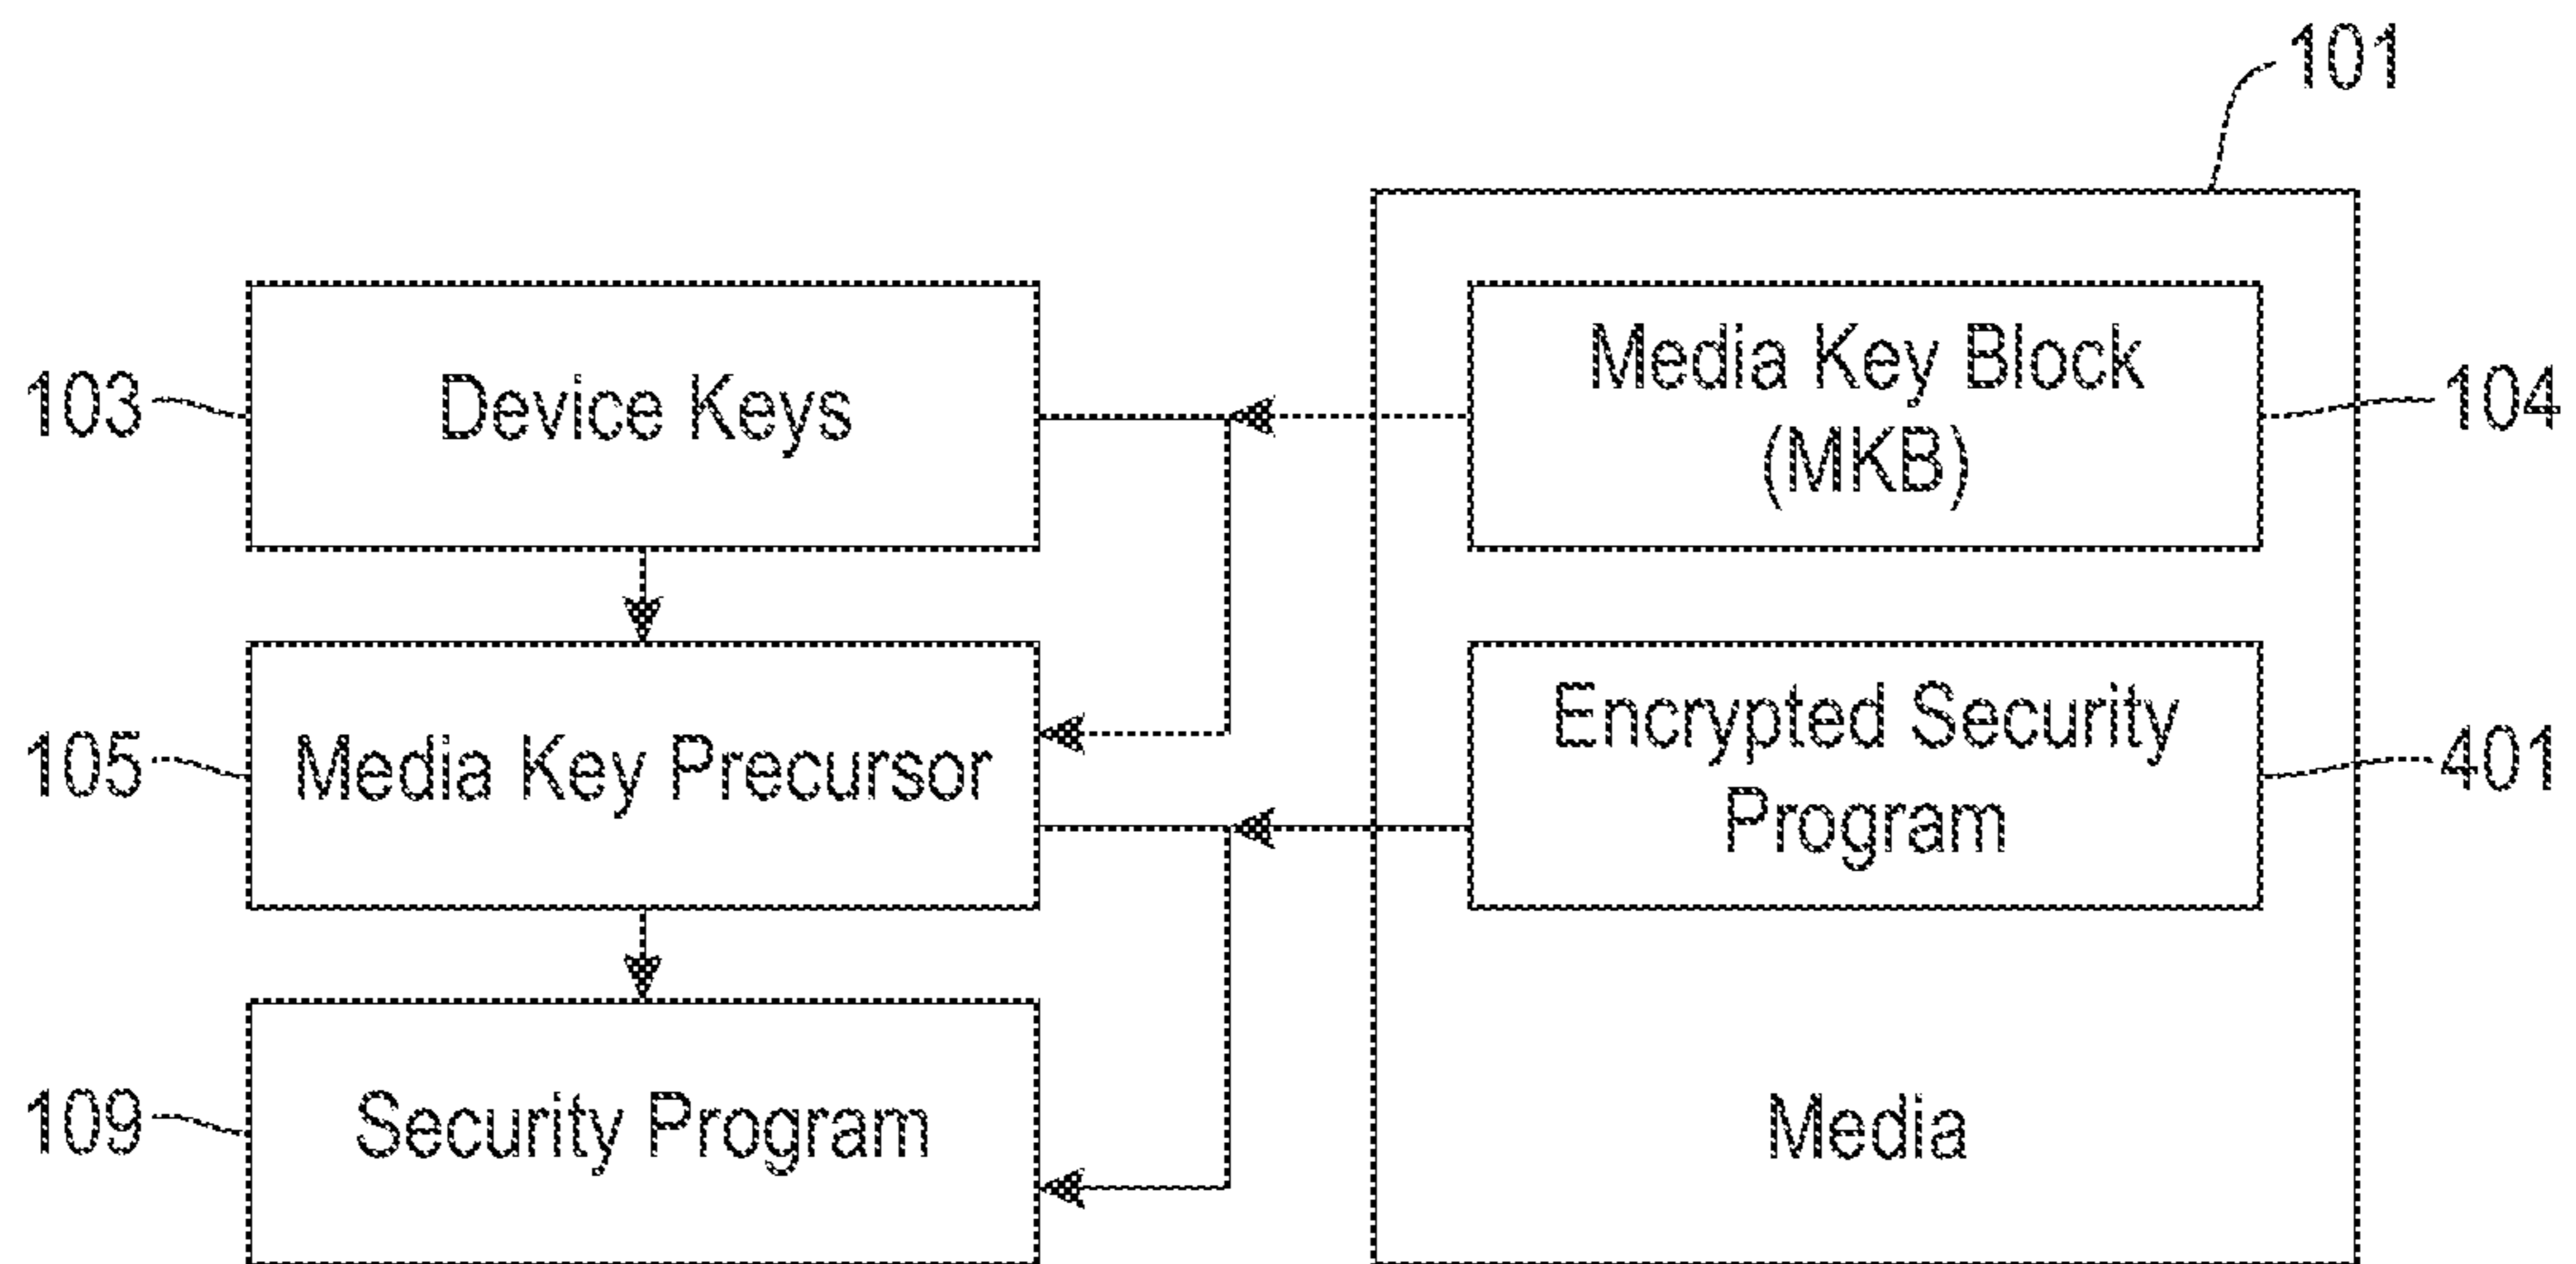 101
103
Device Keys
Media Key Block
(MKB)
104
105
Media Key Precursor
Encrypted Security
Program
401
109
Security Program
Media